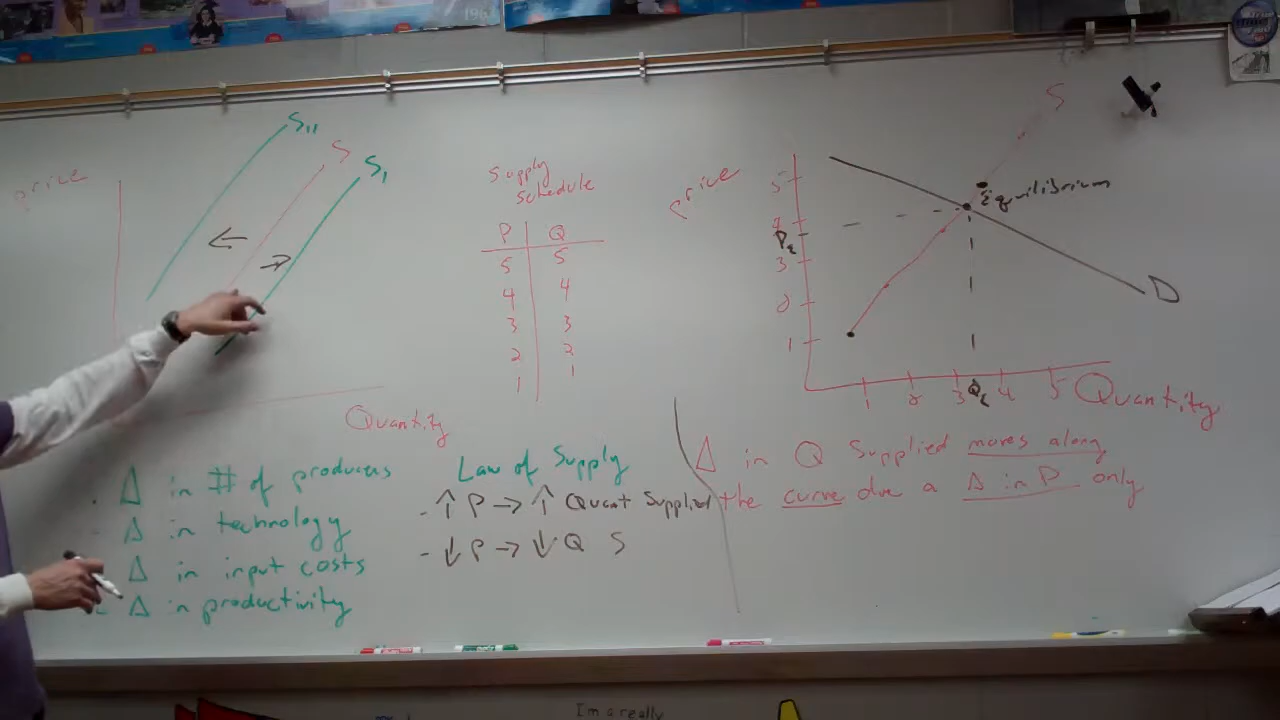 S11
S
S1
Price
Quantity
Supply
Schedule
P Q
5 5
4 4
3 3
2 2
1 1
Price
S
5
4
PE
3
2
1
Equilibrium
D
1 2 3 QE 4 5 Quantity
Δ in # of producers
- Δ in technology
Δ in input costs
- Δ in productivity
Law of Supply
- ↑ P → ↑ Quant Supplied
- ↓ P → ↓ Q S
Δ in Q Supplied moves along
the curve due a Δ in P only
I'm a really